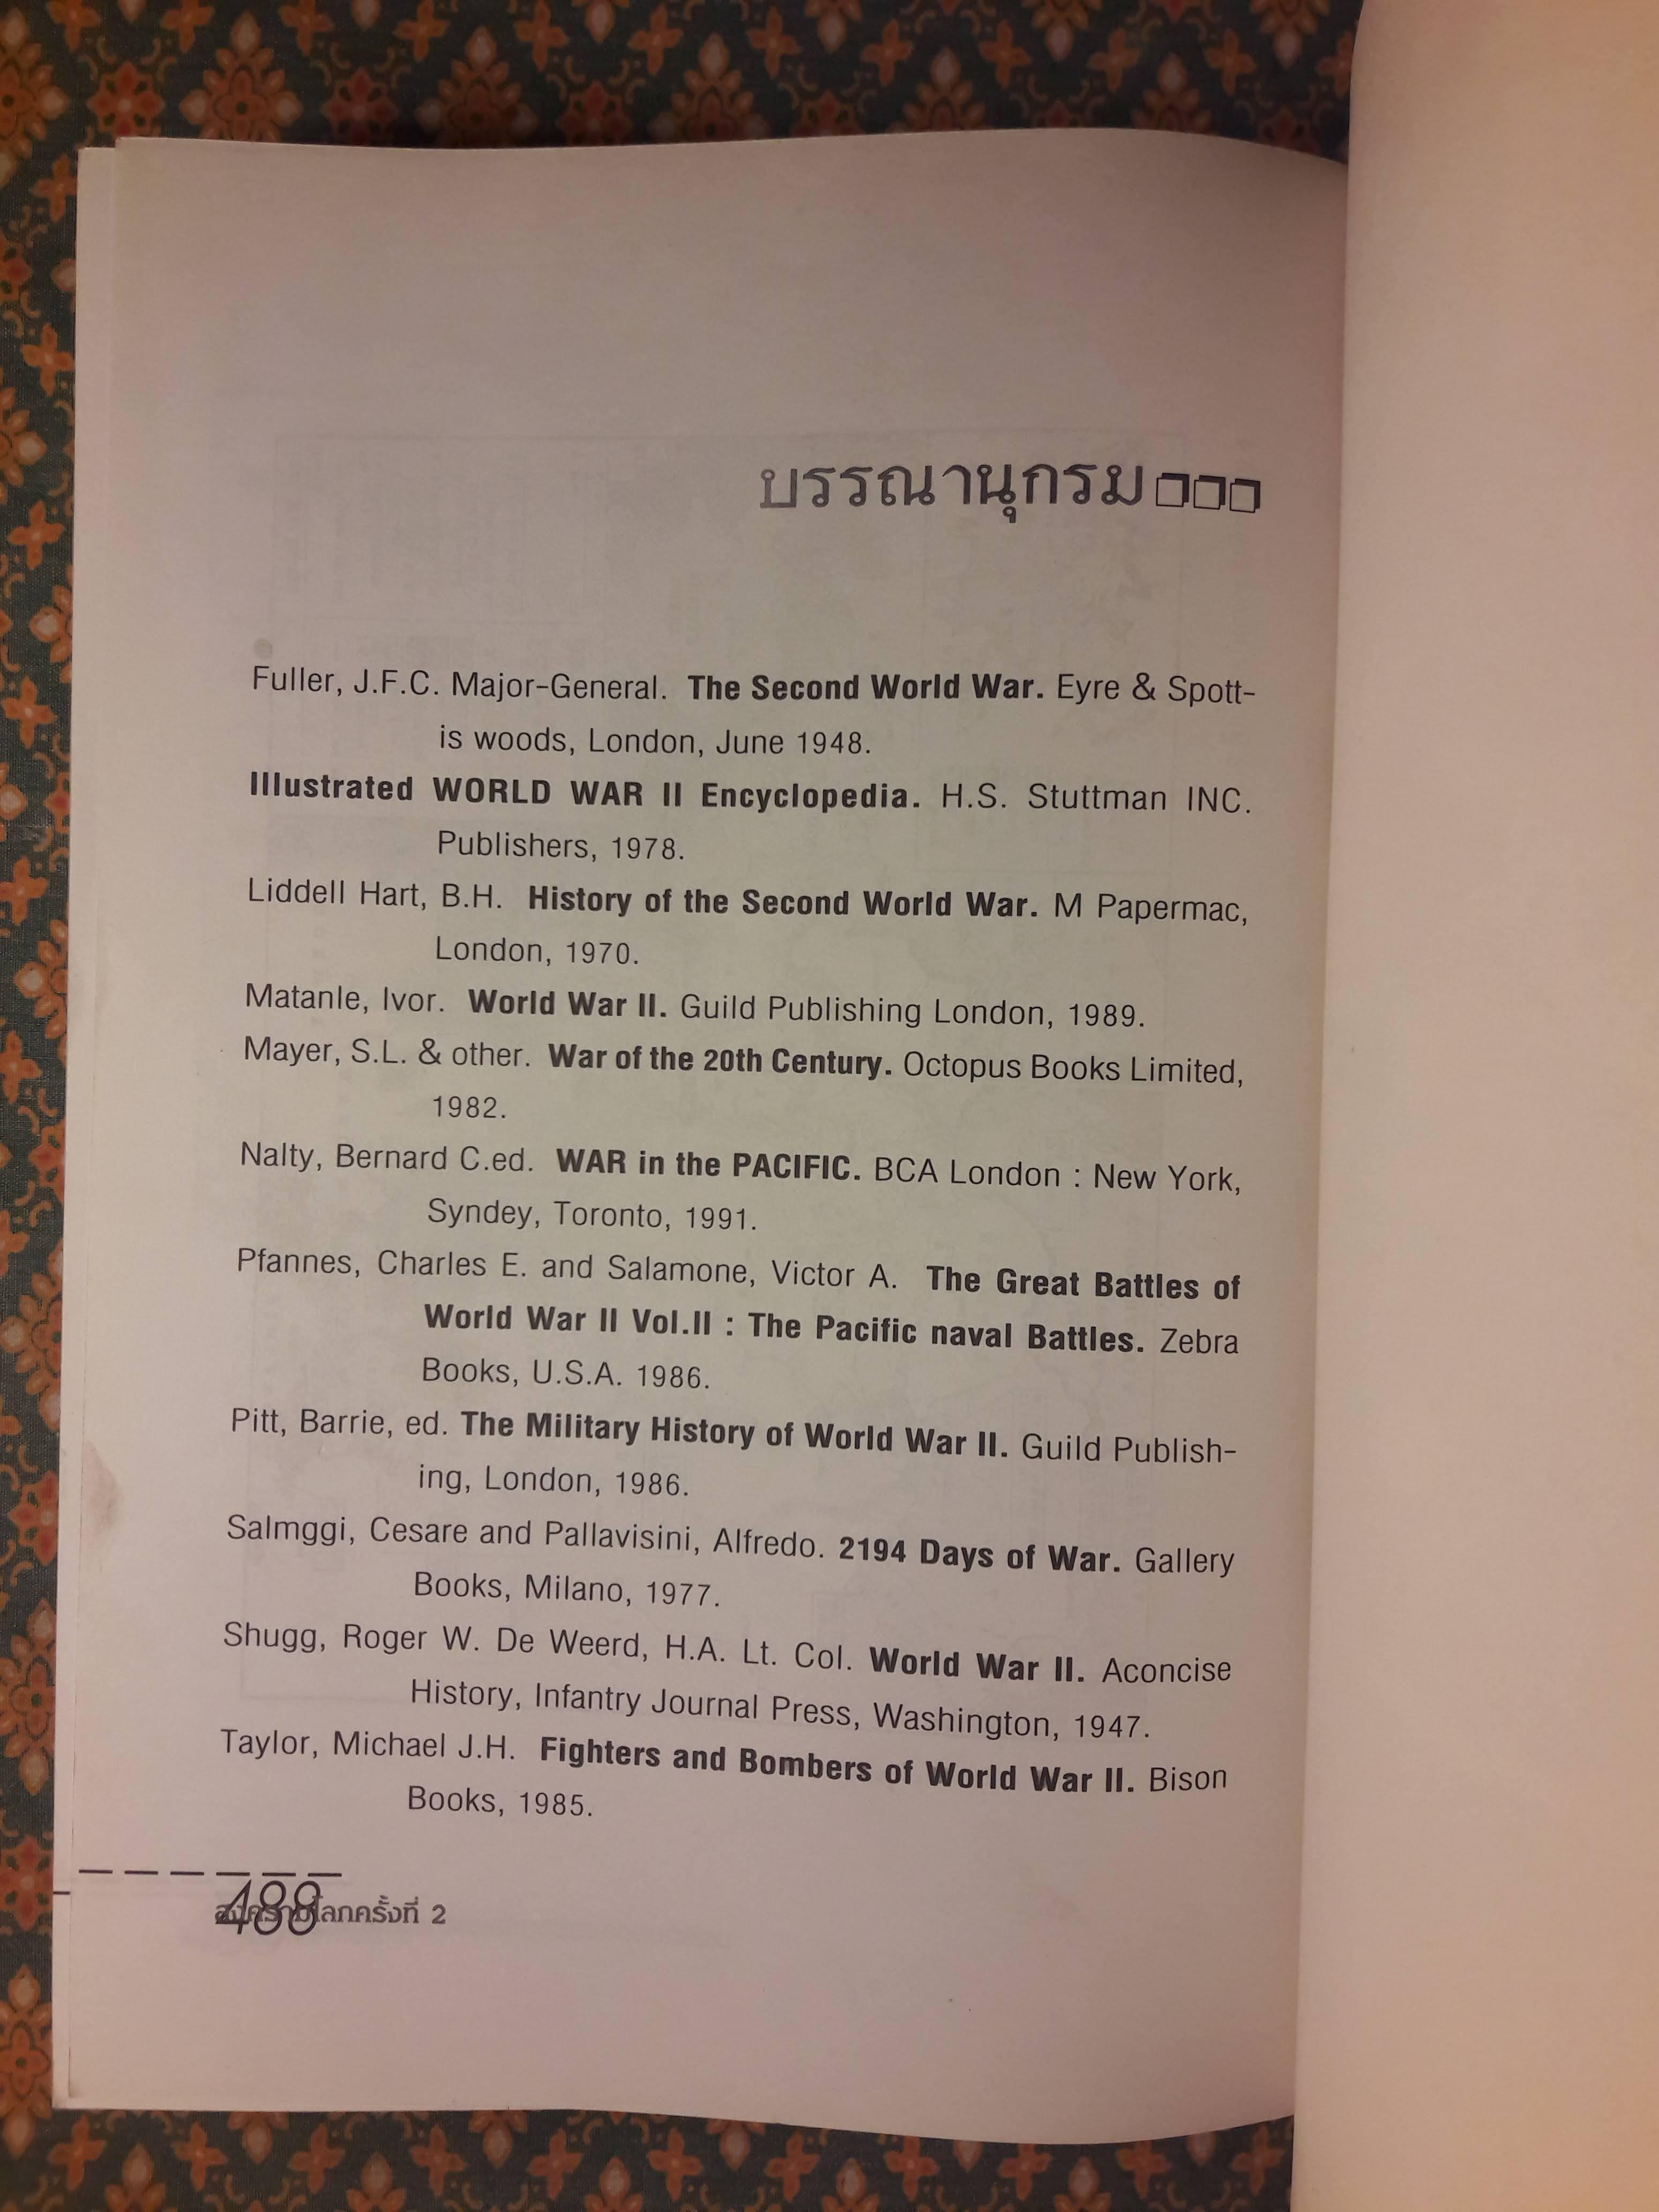 บรรณานุกรม
Fuller, J.F.C. Major-General. The Second World War. Eyre & Spott-
is woods, London, June 1948.
Illustrated WORLD WAR II Encyclopedia. H.S. Stuttman INC.
Publishers, 1978.
Liddell Hart, B.H. History of the Second World War. M Papermac,
London, 1970.
Matanle, Ivor. World War II. Guild Publishing London, 1989.
Mayer, S.L. & other. War of the 20th Century. Octopus Books Limited,
1982.
Nalty, Bernard C.ed. WAR in the PACIFIC. BCA London : New York,
Syndey, Toronto, 1991.
Pfannes, Charles E. and Salamone, Victor A. The Great Battles of
World War II Vol.II : The Pacific naval Battles. Zebra
Books, U.S.A. 1986.
Pitt, Barrie, ed. The Military History of World War II. Guild Publish-
ing, London, 1986.
Salmggi, Cesare and Pallavisini, Alfredo. 2194 Days of War. Gallery
Books, Milano, 1977.
Shugg, Roger W. De Weerd, H.A. Lt. Col. World War II. Aconcise
History, Infantry Journal Press, Washington, 1947.
Taylor, Michael J.H. Fighters and Bombers of World War II. Bison
Books, 1985.
488
สงครามโลกครั้งที่ 2